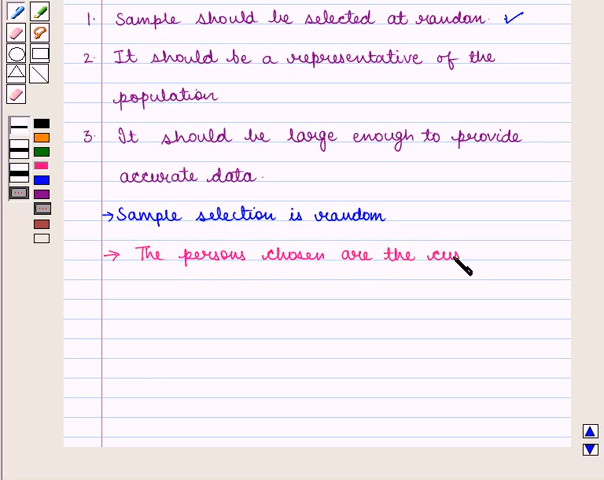 1. Sample should be selected at random. ✓
2. It should be a representative of the
population
3. It should be large enough to provide
accurate data.
→ Sample selection is random
→ The persons chosen are the cus